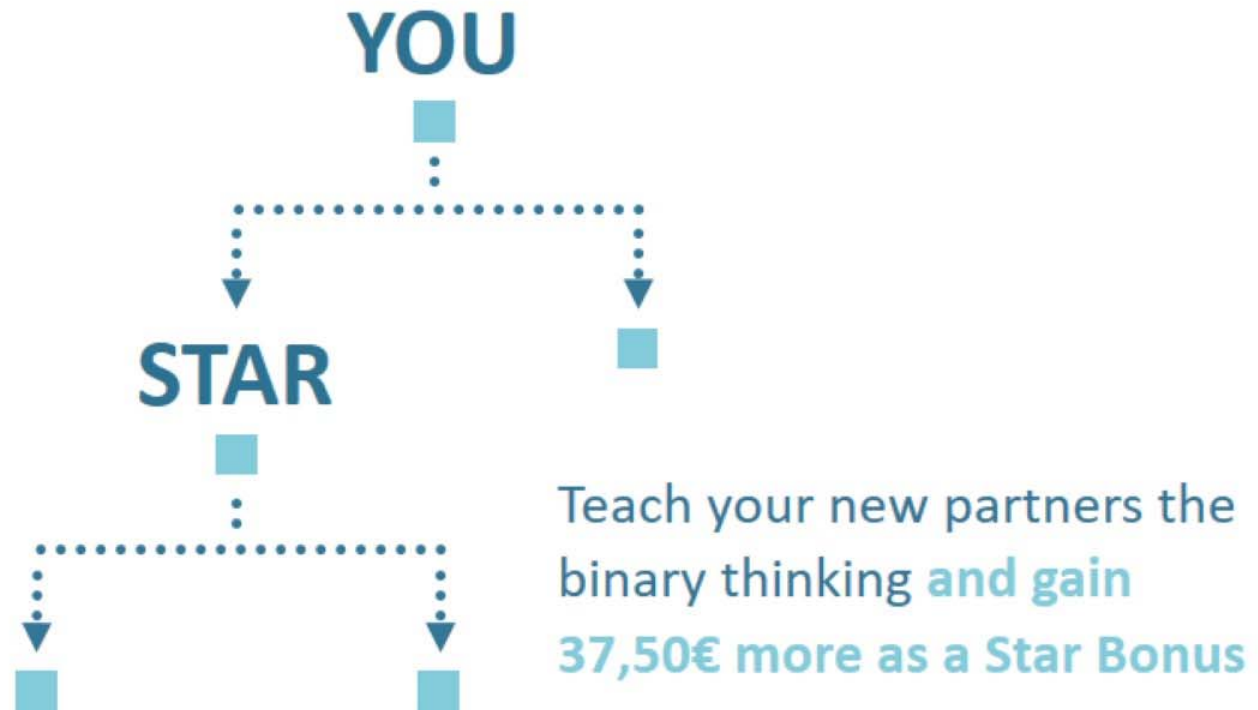 YOU
STAR
Teach your new partners the
binary thinking and gain
37,50€ more as a Star Bonus